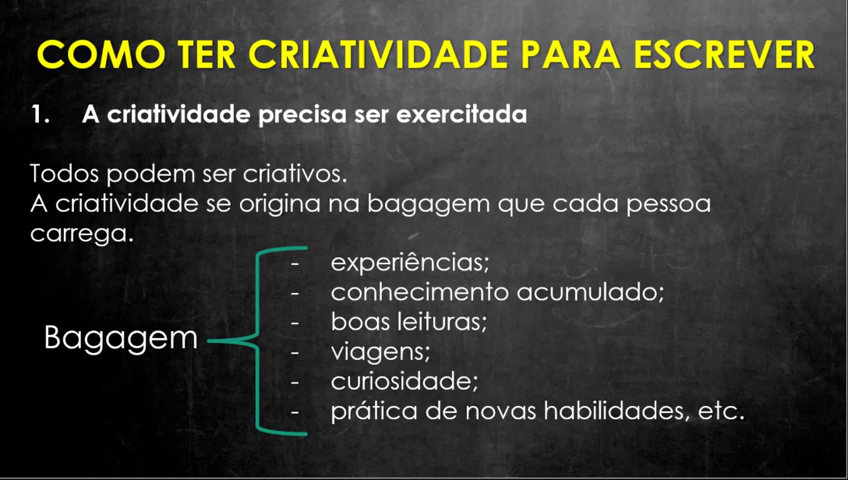 COMO TER CRIATIVIDADE PARA ESCREVER
1. A criatividade precisa ser exercitada
Todos podem ser criativos.
A criatividade se origina na bagagem que cada pessoa
carrega.
Bagagem
- experiências;
- conhecimento acumulado;
- boas leituras;
- viagens;
- curiosidade;
- prática de novas habilidades, etc.